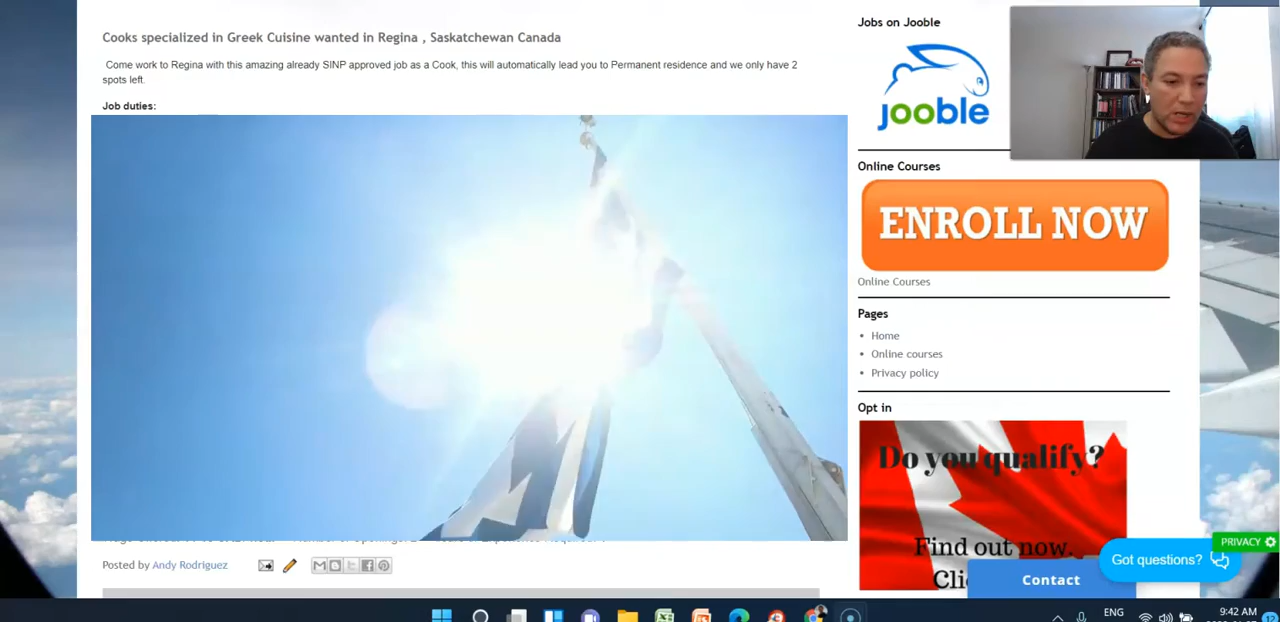 Cooks specialized in Greek Cuisine wanted in Regina , Saskatchewan Canada
Come work to Regina with this amazing already SINP approved job as a Cook, this will automatically lead you to Permanent residence and we only have 2
spots left.
Job duties:
Posted by Andy Rodriguez
Jobs on Jooble
jooble
Online Courses
ENROLL NOW
Online Courses
Pages
Home
Online courses
Privacy policy
Opt in
Do you qualify?
Find out now.
PRIVACY
Got questions?
Contact
ENG
9:42 AM